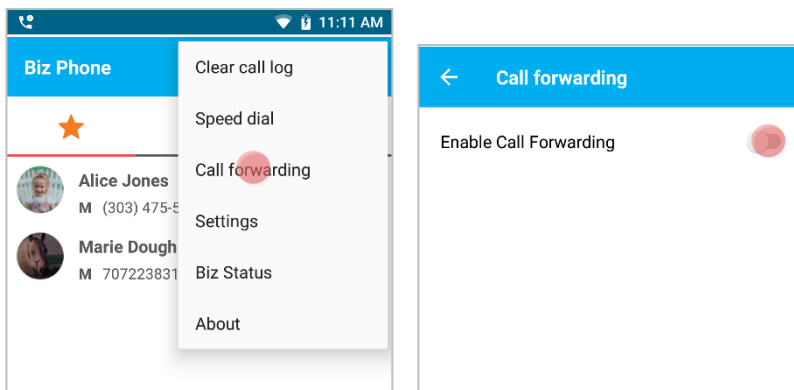 11:11 AM
Biz Phone
Clear call log
Speed dial
Call forwarding
Settings
Biz Status
About
Alice Jones
M (303) 475-5
Marie Dough
M 707223831
Call forwarding
Enable Call Forwarding